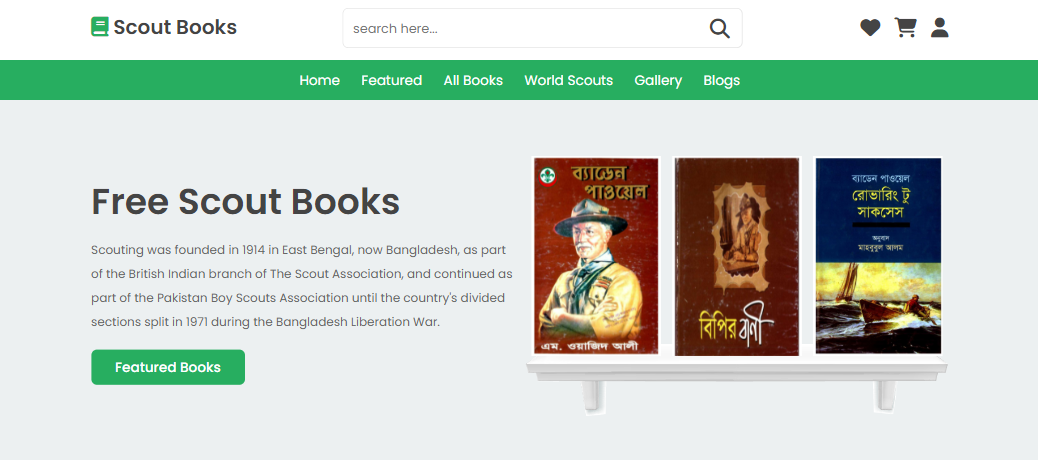 Scout Books
search here...
Home Featured All Books World Scouts Gallery Blogs
Free Scout Books
Scouting was founded in 1914 in East Bengal, now Bangladesh, as part
of the British Indian branch of The Scout Association, and continued as
part of the Pakistan Boy Scouts Association until the country's divided
sections split in 1971 during the Bangladesh Liberation War.
Featured Books
ব্যাডেন
পাওয়েল
এম. ওয়াজিদ আলী
বিপির বাণী
ব্যাডেন পাওয়েল
রোভারিং টু
সাকসেস
অনুবাদ
মাহবুবুল আলম